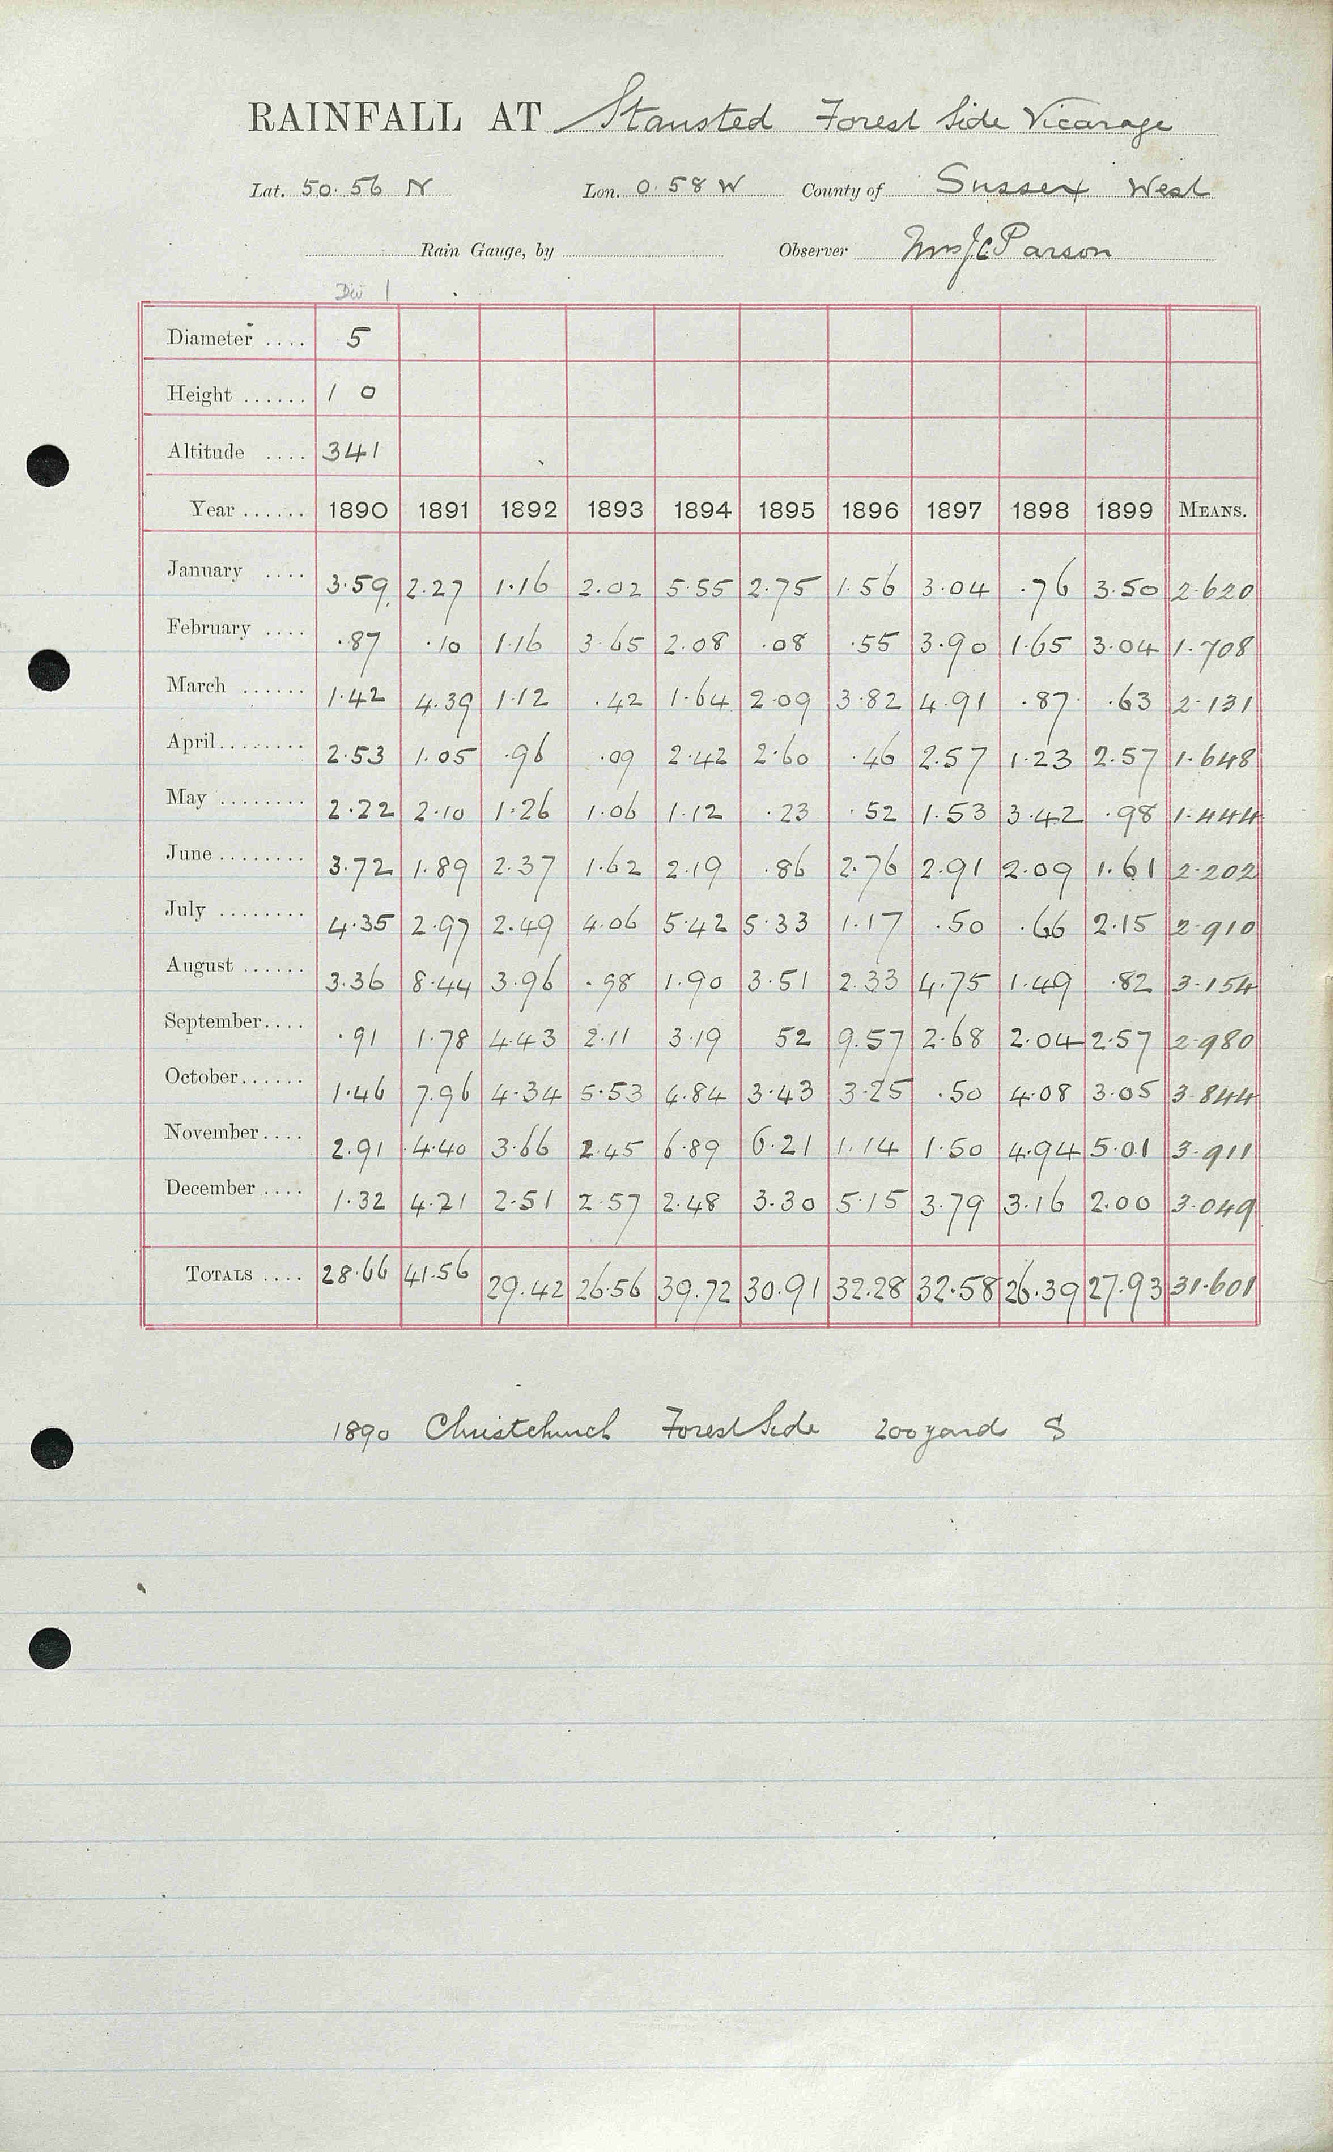 RAINFALL AT Stansted Forest Side Vicarage
Lat. 50.56 N Lon. 0.58 W County of Sussex West
Rain Gauge, by Observer Mrs J.C. Parson
Diameter .... 5
Height ...... 1 0
Altitude .... 341
Year ...... 1890 1891 1892 1893 1894 1895 1896 1897 1898 1899 MEANS.
January .... 3.59 2.27 1.16 2.02 5.55 2.75 1.56 3.04 .76 3.50 2.620
February .... .87 .10 1.16 3.65 2.08 .08 .55 3.90 1.65 3.04 1.708
March ...... 1.42 4.39 1.12 .42 1.64 2.09 3.82 4.91 .87 .63 2.131
April........ 2.53 1.05 .96 .09 2.42 2.60 .46 2.57 1.23 2.57 1.648
May ........ 2.22 2.10 1.26 1.06 1.12 .23 .52 1.53 3.42 .98 1.444
June ........ 3.72 1.89 2.37 1.62 2.19 .86 2.76 2.91 2.09 1.61 2.202
July ........ 4.35 2.97 2.49 4.06 5.42 5.33 1.17 .50 .66 2.15 2.910
August ...... 3.36 8.44 3.96 .98 1.90 3.51 2.33 4.75 1.49 .82 3.154
September.... .91 1.78 4.43 2.11 3.19 52 9.57 2.68 2.04 2.57 2.980
October...... 1.46 7.96 4.34 5.53 4.84 3.43 3.25 .50 4.08 3.05 3.844
November.... 2.91 4.40 3.66 2.45 6.89 6.21 1.14 1.50 4.94 5.01 3.911
December .... 1.32 4.21 2.51 2.57 2.48 3.30 5.15 3.79 3.16 2.00 3.049
TOTALS .... 28.66 41.56 29.42 26.56 39.72 30.91 32.28 32.58 26.39 27.93 31.601
1890 Christchurch Forest Side 200 yard S